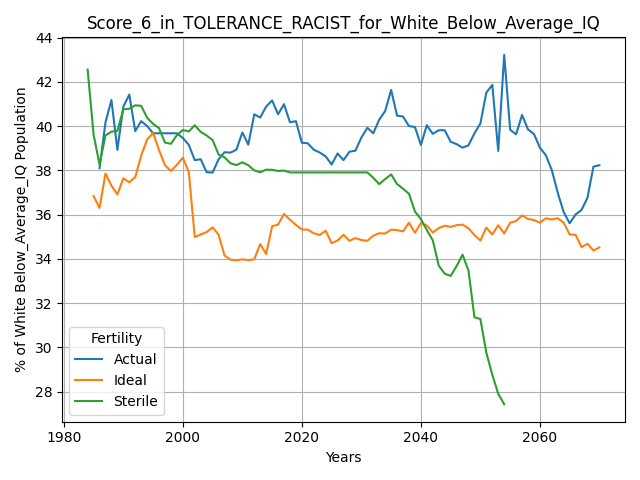 Score_6_in_TOLERANCE_RACIST_for_White_Below_Average_IQ
% of White Below_Average_IQ Population
44
42
40
38
36
34
32
30
28
Fertility
Actual
Ideal
Sterile
1980
2000
2020
2040
2060
Years